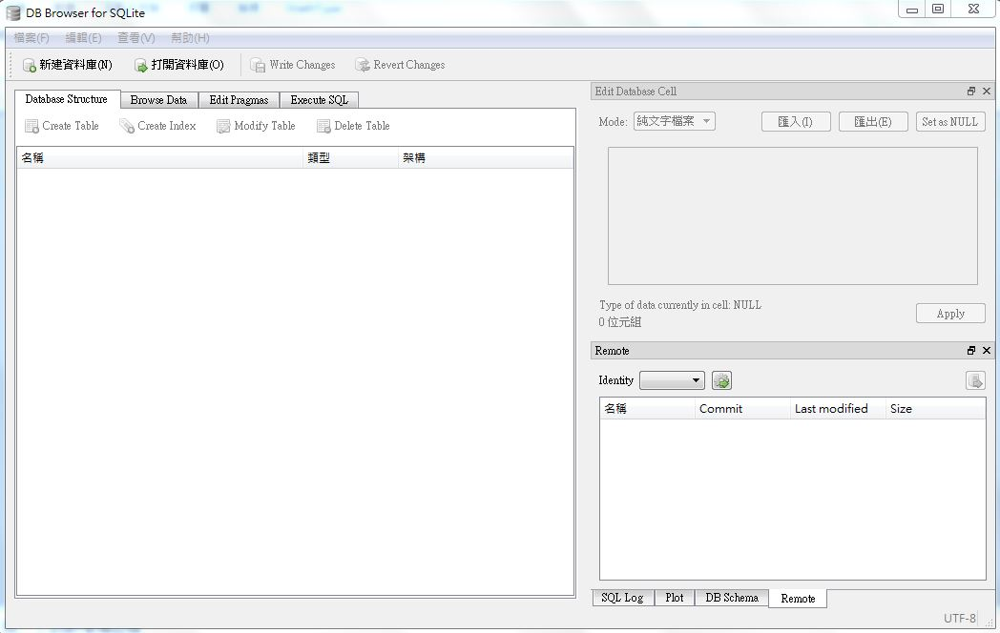 DB Browser for SQLite
檔案(F) 編輯(E) 查看(V) 幫助(H)
新建資料庫(N) 打開資料庫(O) Write Changes Revert Changes
Database Structure Browse Data Edit Pragmas Execute SQL
Create Table Create Index Modify Table Delete Table
名稱 類型 架構
Edit Database Cell
Mode: 純文字檔案 匯入(I) 匯出(E) Set as NULL
Type of data currently in cell: NULL
0 位元組
Apply
Remote
Identity
名稱 Commit Last modified Size
SQL Log Plot DB Schema Remote
UTF-8